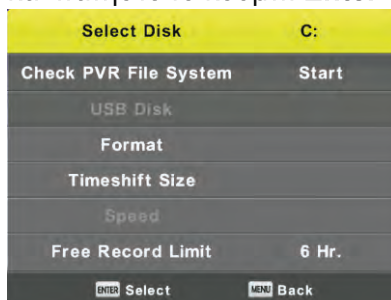 Select Disk C:
Check PVR File System Start
USB Disk
Format
Timeshift Size
Speed
Free Record Limit 6 Hr.
ENTER Select MENU Back